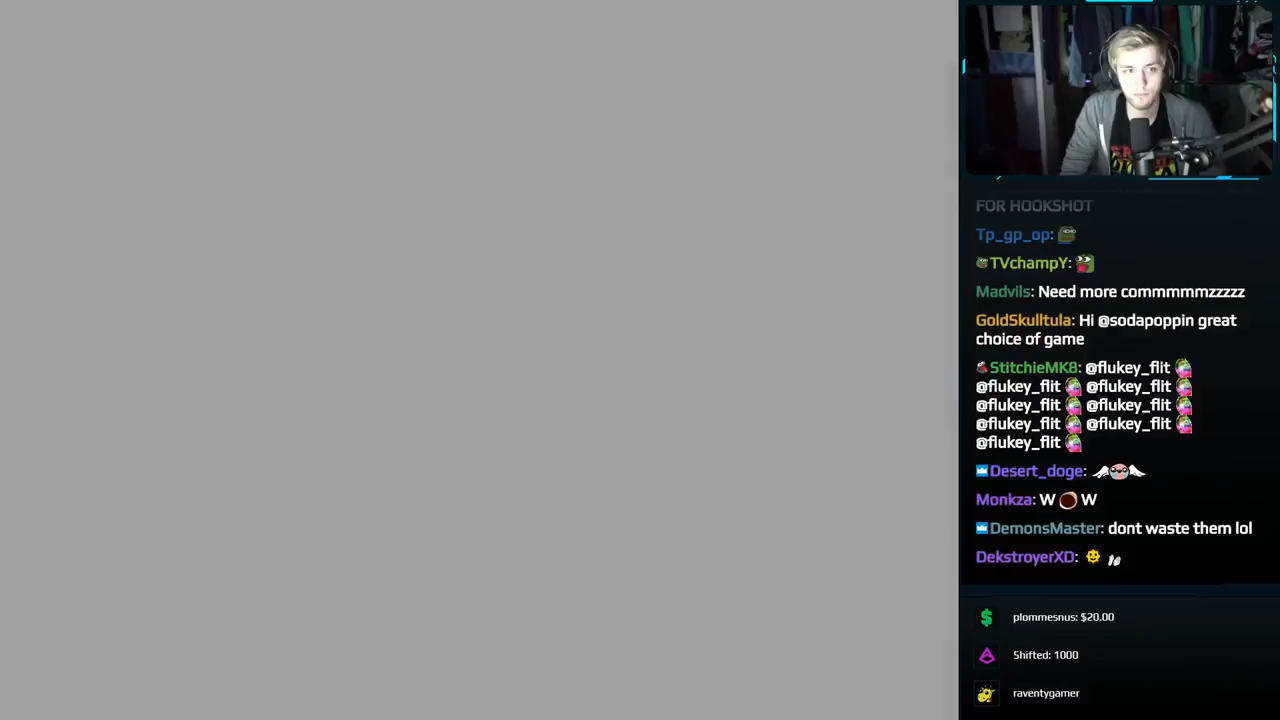 FOR HOOKSHOT
Tp_gp_op:
TVchampY:
Madvils: Need more commmmmzzzzz
GoldSkulltula: Hi @sodapoppin great
choice of game
StitchieMK8: @flukey_flit
@flukey_flit @flukey_flit
@flukey_flit @flukey_flit
@flukey_flit @flukey_flit
@flukey_flit
Desert_doge:
Monkza: W W
DemonsMaster: dont waste them lol
DekstroyerXD:
plommesnus: $20.00
Shifted: 1000
raventygamer